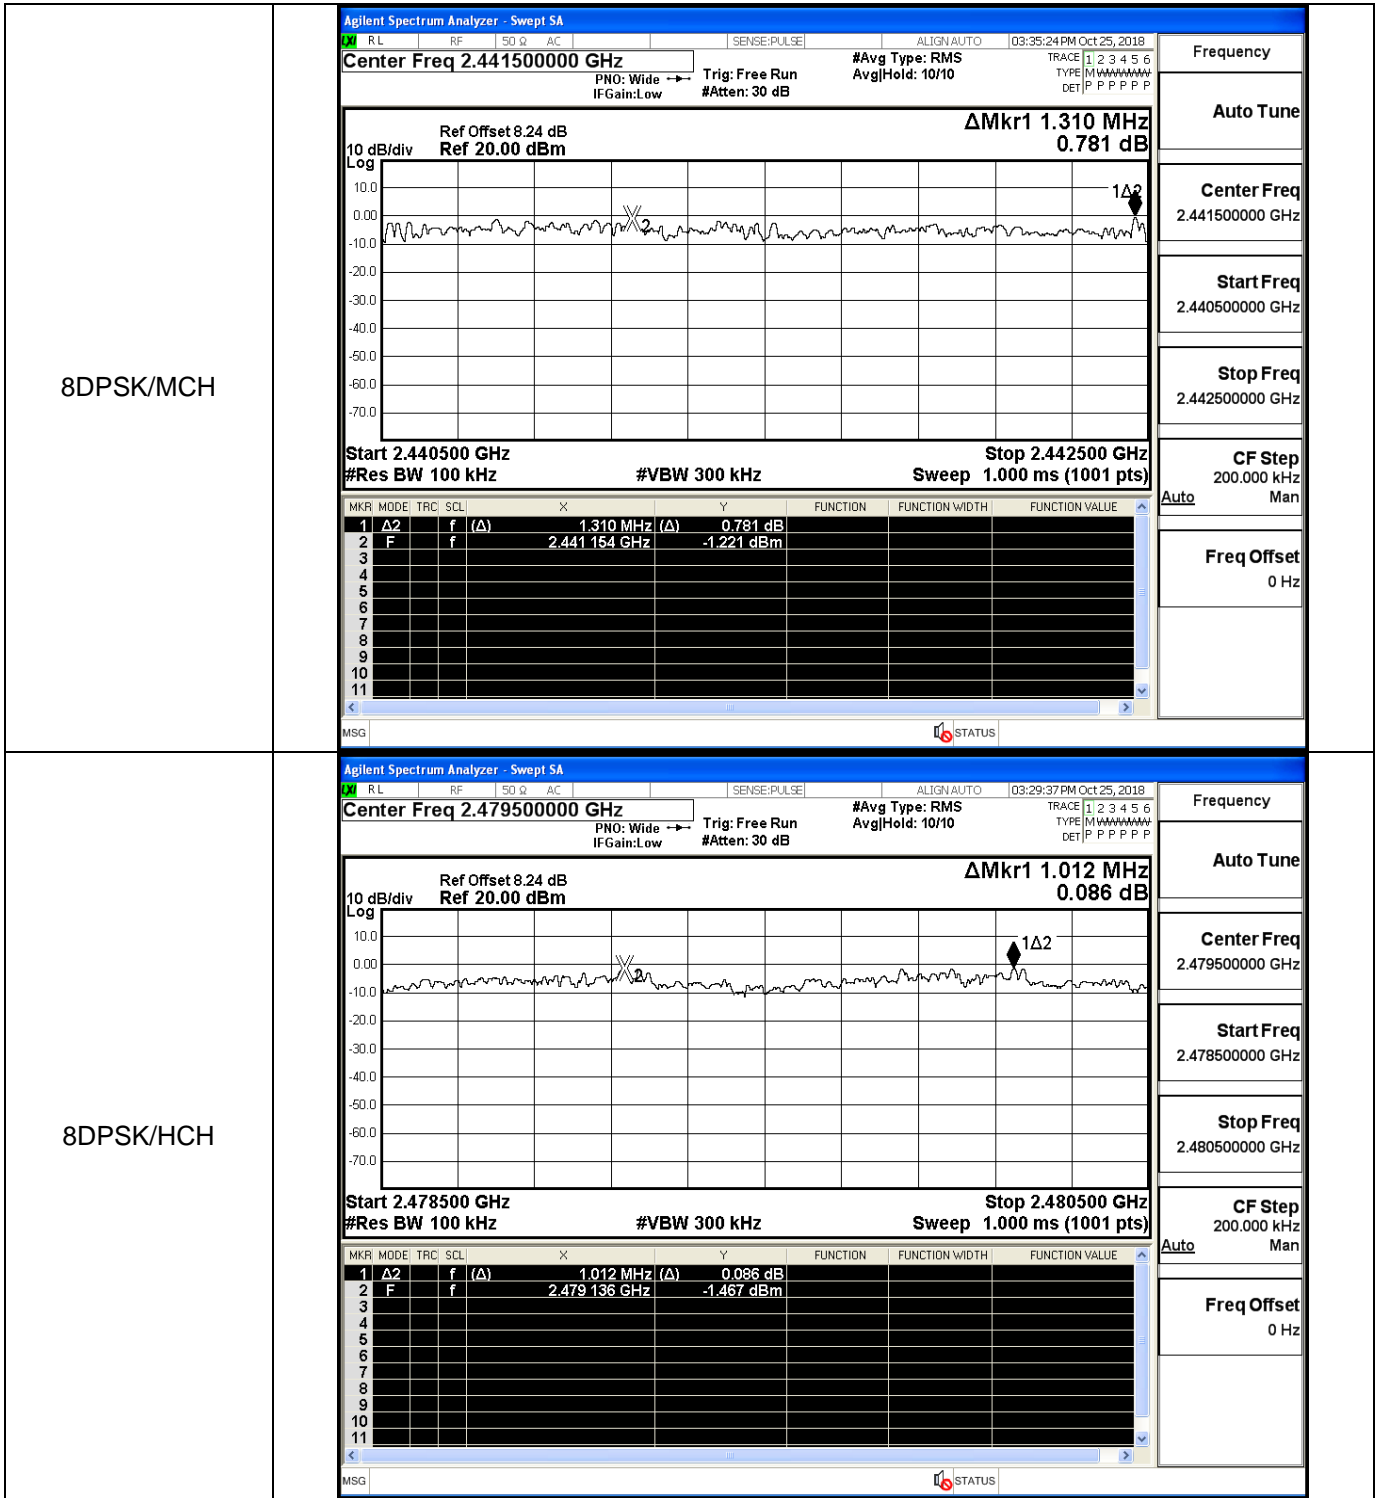 8DPSK/MCH
Agilent Spectrum Analyzer - Swept SA
LXI RL RF 50 Ω AC SENSE:PULSE ALIGN AUTO 03:35:24 PM Oct 25, 2018
Center Freq 2.441500000 GHz #Avg Type: RMS TRACE 1 2 3 4 5 6
PNO: Wide Trig: Free Run Avg|Hold: 10/10 TYPE M WWWWW
IFGain:Low #Atten: 30 dB DET P P P P P P
ΔMkr1 1.310 MHz
Ref Offset 8.24 dB
10 dB/div Ref 20.00 dBm 0.781 dB
Log
10.0
0.00
-10.0
-20.0
-30.0
-40.0
-50.0
-60.0
-70.0
1Δ2
2
Start 2.440500 GHz Stop 2.442500 GHz
#Res BW 100 kHz #VBW 300 kHz Sweep 1.000 ms (1001 pts)
MKR MODE TRC SCL X Y FUNCTION FUNCTION WIDTH FUNCTION VALUE
1 Δ2 f (Δ) 1.310 MHz (Δ) 0.781 dB
2 F f 2.441 154 GHz -1.221 dBm
3
4
5
6
7
8
9
10
11
MSG STATUS
Frequency
Auto Tune
Center Freq
2.441500000 GHz
Start Freq
2.440500000 GHz
Stop Freq
2.442500000 GHz
CF Step
200.000 kHz
Auto Man
Freq Offset
0 Hz
8DPSK/HCH
Agilent Spectrum Analyzer - Swept SA
LXI RL RF 50 Ω AC SENSE:PULSE ALIGN AUTO 03:29:37 PM Oct 25, 2018
Center Freq 2.479500000 GHz #Avg Type: RMS TRACE 1 2 3 4 5 6
PNO: Wide Trig: Free Run Avg|Hold: 10/10 TYPE M WWWWW
IFGain:Low #Atten: 30 dB DET P P P P P P
ΔMkr1 1.012 MHz
Ref Offset 8.24 dB
10 dB/div Ref 20.00 dBm 0.086 dB
Log
10.0
0.00
-10.0
-20.0
-30.0
-40.0
-50.0
-60.0
-70.0
1Δ2
2
Start 2.478500 GHz Stop 2.480500 GHz
#Res BW 100 kHz #VBW 300 kHz Sweep 1.000 ms (1001 pts)
MKR MODE TRC SCL X Y FUNCTION FUNCTION WIDTH FUNCTION VALUE
1 Δ2 f (Δ) 1.012 MHz (Δ) 0.086 dB
2 F f 2.479 136 GHz -1.467 dBm
3
4
5
6
7
8
9
10
11
MSG STATUS
Frequency
Auto Tune
Center Freq
2.479500000 GHz
Start Freq
2.478500000 GHz
Stop Freq
2.480500000 GHz
CF Step
200.000 kHz
Auto Man
Freq Offset
0 Hz